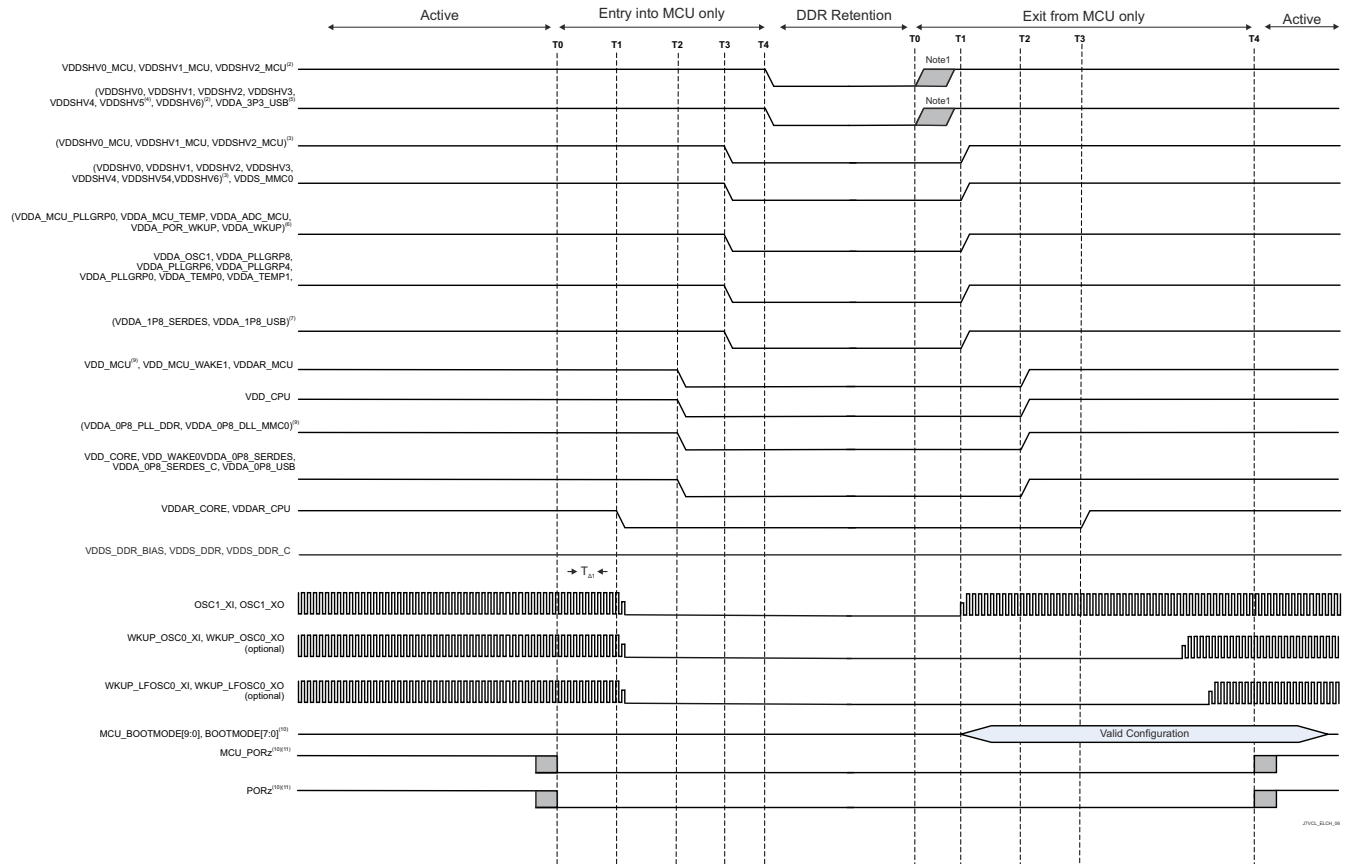 Active
Entry into MCU only
DDR Retention
Exit from MCU only
Active
T0
T1
T2
T3
T4
T0
T1
T2
T3
T4
VDDSHV0_MCU, VDDSHV1_MCU, VDDSHV2_MCU(2)
Note1
(VDDSHV0, VDDSHV1, VDDSHV2, VDDSHV3,
VDDSHV4, VDDSHV5(4), VDDSHV6)(2), VDDA_3P3_USB(5)
Note1
(VDDSHV0_MCU, VDDSHV1_MCU, VDDSHV2_MCU)(3)
(VDDSHV0, VDDSHV1, VDDSHV2, VDDSHV3,
VDDSHV4, VDDSHV54,VDDSHV6)(3), VDDS_MMC0
(VDDA_MCU_PLLGRP0, VDDA_MCU_TEMP, VDDA_ADC_MCU,
VDDA_POR_WKUP, VDDA_WKUP)(6)
VDDA_OSC1, VDDA_PLLGRP8,
VDDA_PLLGRP6, VDDA_PLLGRP4,
VDDA_PLLGRP0, VDDA_TEMP0, VDDA_TEMP1,
(VDDA_1P8_SERDES, VDDA_1P8_USB)(7)
VDD_MCU(9), VDD_MCU_WAKE1, VDDAR_MCU
VDD_CPU
(VDDA_0P8_PLL_DDR, VDDA_0P8_DLL_MMC0)(9)
VDD_CORE, VDD_WAKE0VDDA_0P8_SERDES,
VDDA_0P8_SERDES_C, VDDA_0P8_USB
VDDAR_CORE, VDDAR_CPU
VDDS_DDR_BIAS, VDDS_DDR, VDDS_DDR_C
TΔ1
OSC1_XI, OSC1_XO
WKUP_OSC0_XI, WKUP_OSC0_XO
(optional)
WKUP_LFOSC0_XI, WKUP_LFOSC0_XO
(optional)
MCU_BOOTMODE[9:0], BOOTMODE[7:0](10)
Valid Configuration
MCU_PORz(10)(11)
PORz(10)(11)
J7VCL_ELCH_06